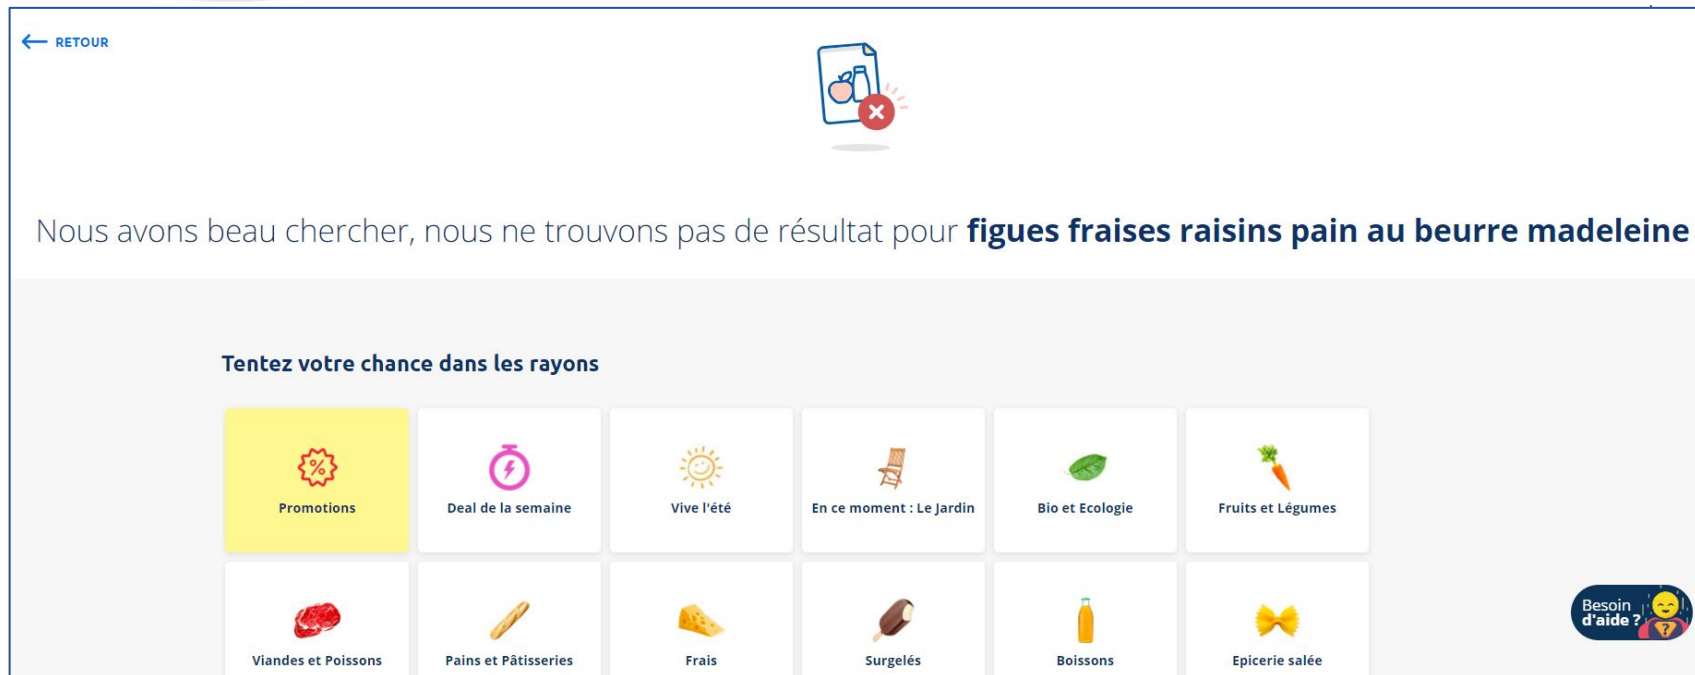 RETOUR
Nous avons beau chercher, nous ne trouvons pas de résultat pour figues fraises raisins pain au beurre madeleine
Tentez votre chance dans les rayons
%
Promotions
Deal de la semaine
Vive l'été
En ce moment : Le Jardin
Bio et Ecologie
Fruits et Légumes
Viandes et Poissons
Pains et Pâtisseries
Frais
Surgelés
Boissons
Epicerie salée
Besoin
d'aide ?
?